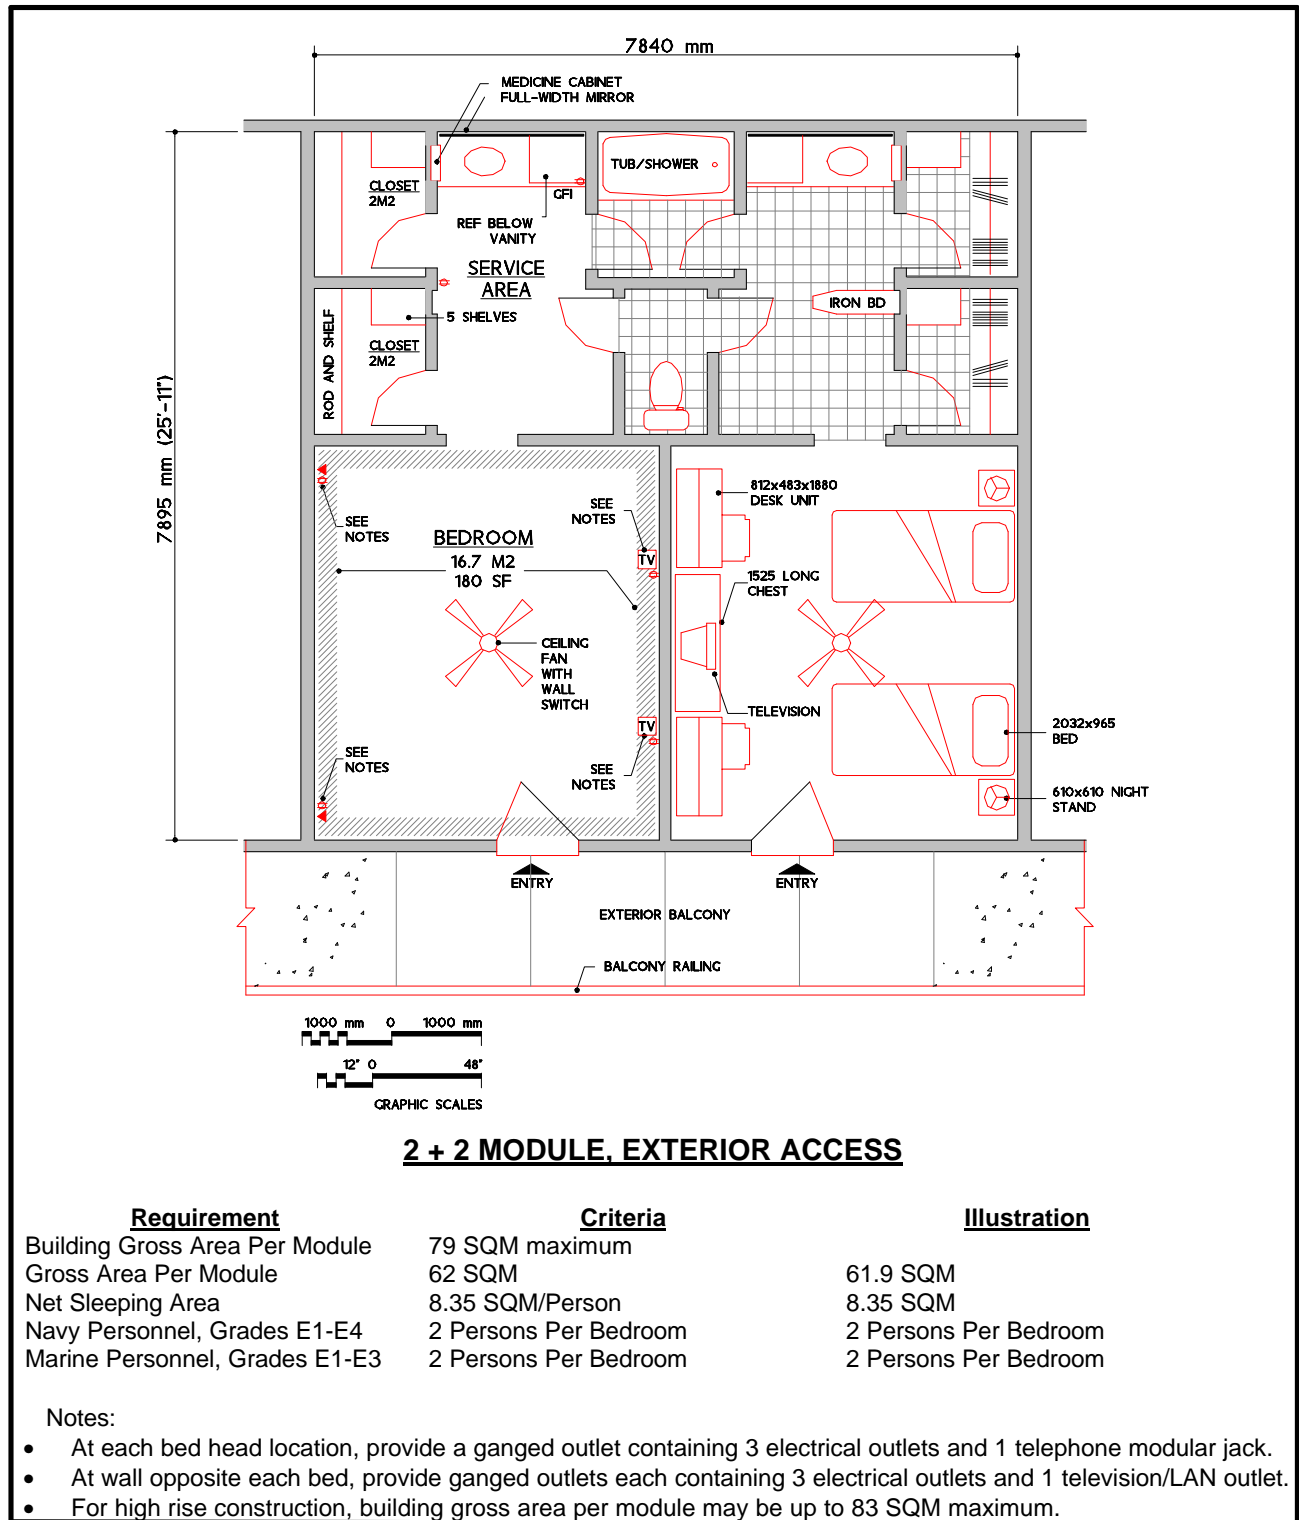 7840 mm
MEDICINE CABINET
FULL-WIDTH MIRROR
TUB/SHOWER
CLOSET
2M2
GFI
REF BELOW
VANITY
SERVICE
AREA
IRON BD
5 SHELVES
ROD AND SHELF
CLOSET
2M2
7895 mm (25'-11")
SEE
NOTES
SEE
NOTES
812x483x1880
DESK UNIT
BEDROOM
16.7 M2
180 SF
TV
1525 LONG
CHEST
CEILING
FAN
WITH
WALL
SWITCH
TELEVISION
TV
2032x965
BED
SEE
NOTES
SEE
NOTES
610x610 NIGHT
STAND
ENTRY
ENTRY
EXTERIOR BALCONY
BALCONY RAILING
1000 mm 0 1000 mm
12" 0 48"
GRAPHIC SCALES
2 + 2 MODULE, EXTERIOR ACCESS
Requirement Criteria Illustration
Building Gross Area Per Module 79 SQM maximum
Gross Area Per Module 62 SQM 61.9 SQM
Net Sleeping Area 8.35 SQM/Person 8.35 SQM
Navy Personnel, Grades E1-E4 2 Persons Per Bedroom 2 Persons Per Bedroom
Marine Personnel, Grades E1-E3 2 Persons Per Bedroom 2 Persons Per Bedroom
Notes:
• At each bed head location, provide a ganged outlet containing 3 electrical outlets and 1 telephone modular jack.
• At wall opposite each bed, provide ganged outlets each containing 3 electrical outlets and 1 television/LAN outlet.
• For high rise construction, building gross area per module may be up to 83 SQM maximum.